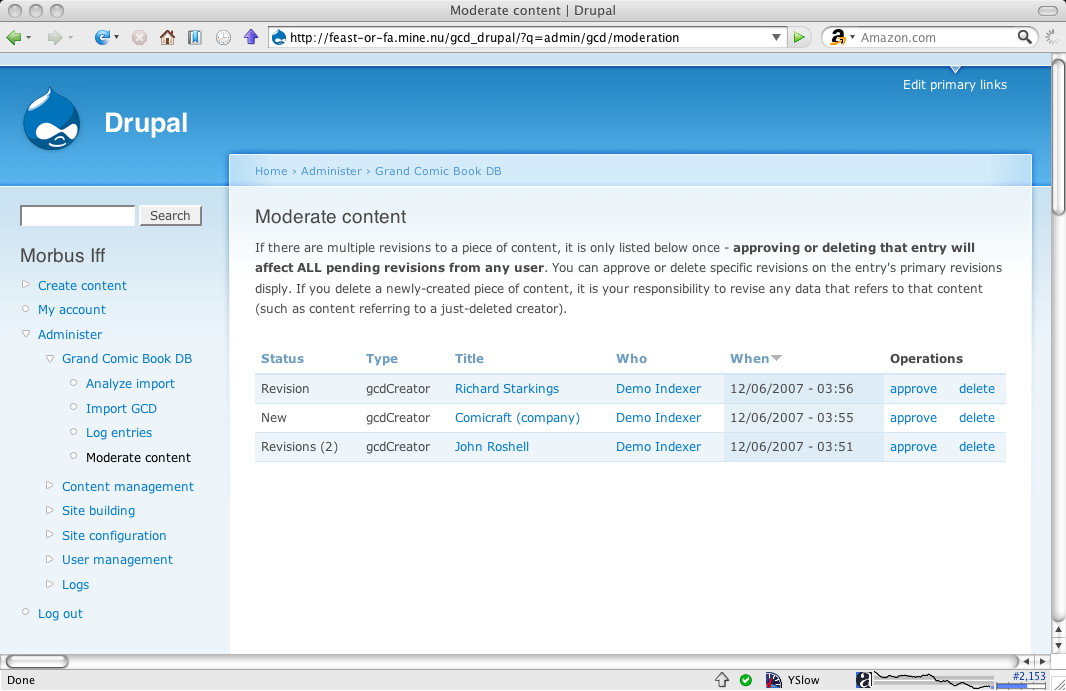 Moderate content | Drupal
http://feast-or-fa.mine.nu/gcd_drupal/?q=admin/gcd/moderation
Amazon.com
Edit primary links
Drupal
Home › Administer › Grand Comic Book DB
Search
Morbus Iff
Create content
My account
Administer
Grand Comic Book DB
Analyze import
Import GCD
Log entries
Moderate content
Content management
Site building
Site configuration
User management
Logs
Log out
Moderate content
If there are multiple revisions to a piece of content, it is only listed below once - approving or deleting that entry will
affect ALL pending revisions from any user. You can approve or delete specific revisions on the entry's primary revisions
disply. If you delete a newly-created piece of content, it is your responsibility to revise any data that refers to that content
(such as content referring to a just-deleted creator).
Status Type Title Who When Operations
Revision gcdCreator Richard Starkings Demo Indexer 12/06/2007 - 03:56 approve delete
New gcdCreator Comicraft (company) Demo Indexer 12/06/2007 - 03:55 approve delete
Revisions (2) gcdCreator John Roshell Demo Indexer 12/06/2007 - 03:51 approve delete
Done YSlow a #2,153